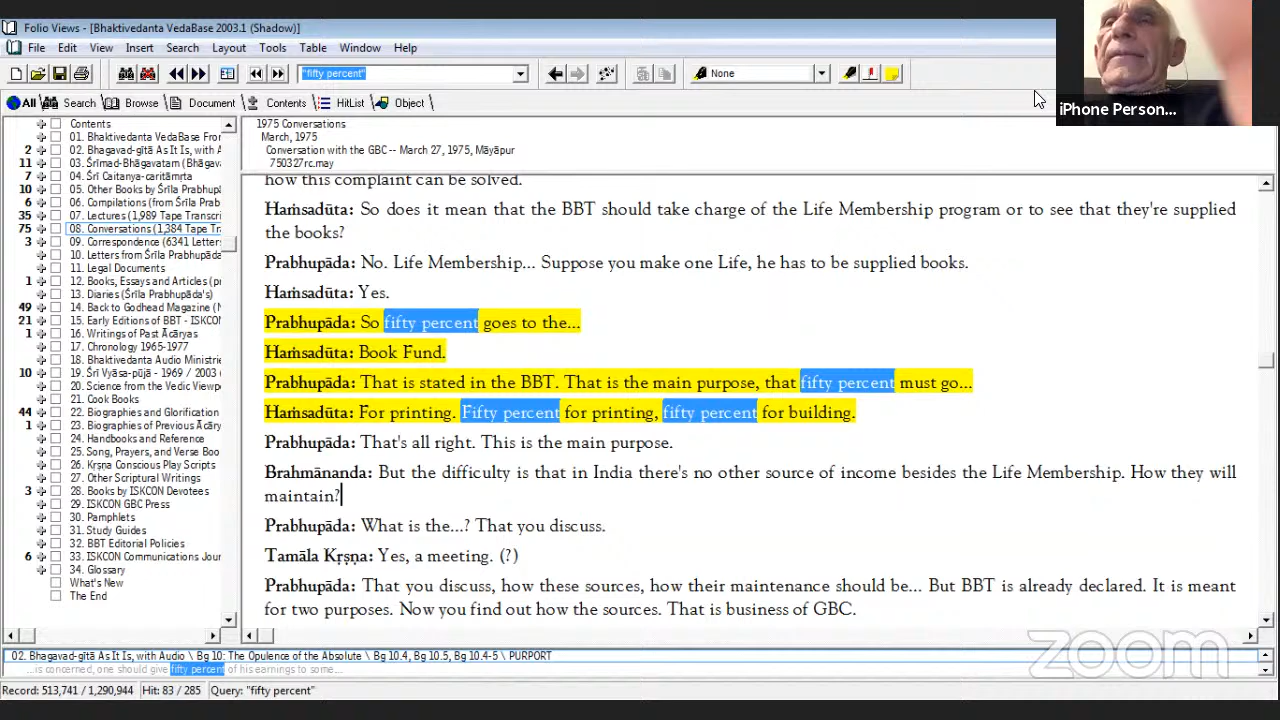 Folio Views - [Bhaktivedanta VedaBase 2003.1 (Shadow)]
File Edit View Insert Search Layout Tools Table Window Help
"fifty percent"
None
iPhone Person...
All Search Browse Document Contents HitList Object
Contents
01. Bhaktivedanta VedaBase Fror
2 02. Bhagavad-gītā As It Is, with A
11 03. Śrīmad-Bhāgavatam (Bhāgav
7 04. Śrī Caitanya-caritāmṛta
10 05. Other Books by Śrīla Prabhup
6 06. Compilations (from Śrīla Prab
35 07. Lectures (1,989 Tape Transcri
75 08. Conversations (1,384 Tape Tr
3 09. Correspondence (6341 Letter
10. Letters from Śrīla Prabhupāda
11. Legal Documents
1 12. Books, Essays and Articles (p
13. Diaries (Śrīla Prabhupāda's)
49 14. Back to Godhead Magazine (
21 15. Early Editions of BBT - ISKCO
1 16. Writings of Past Ācāryas
17. Chronology 1965-1977
18. Bhaktivedanta Audio Ministrie
10 19. Śrī Vyāsa-pūjā - 1969 / 2003 (
20. Science from the Vedic Viewp
21. Cook Books
44 22. Biographies and Glorification
1 23. Biographies of Previous Ācāry
24. Handbooks and Reference
25. Song, Prayers, and Verse Boo
26. Kṛṣṇa Conscious Play Scripts
27. Other Scriptural Writings
3 28. Books by ISKCON Devotees
29. ISKCON GBC Press
30. Pamphlets
31. Study Guides
32. BBT Editorial Policies
6 33. ISKCON Communications Jour
34. Glossary
What's New
The End
1975 Conversations
March, 1975
Conversation with the GBC -- March 27, 1975, Māyāpur
750327rc.may
how this complaint can be solved.
Haṁsadūta: So does it mean that the BBT should take charge of the Life Membership program or to see that they're supplied
the books?
Prabhupāda: No. Life Membership... Suppose you make one Life, he has to be supplied books.
Haṁsadūta: Yes.
Prabhupāda: So fifty percent goes to the...
Haṁsadūta: Book Fund.
Prabhupāda: That is stated in the BBT. That is the main purpose, that fifty percent must go...
Haṁsadūta: For printing. Fifty percent for printing, fifty percent for building.
Prabhupāda: That's all right. This is the main purpose.
Brahmānanda: But the difficulty is that in India there's no other source of income besides the Life Membership. How they will
maintain?
Prabhupāda: What is the...? That you discuss.
Tamāla Kṛṣṇa: Yes, a meeting. (?)
Prabhupāda: That you discuss, how these sources, how their maintenance should be... But BBT is already declared. It is meant
for two purposes. Now you find out how the sources. That is business of GBC.
zoom
02. Bhagavad-gītā As It Is, with Audio \ Bg 10: The Opulence of the Absolute \ Bg 10.4, Bg 10.5, Bg 10.4-5 \ PURPORT
...is concerned, one should give fifty percent of his earnings to some...
Record: 513,741 / 1,290,944 Hit: 83 / 285 Query: "fifty percent"